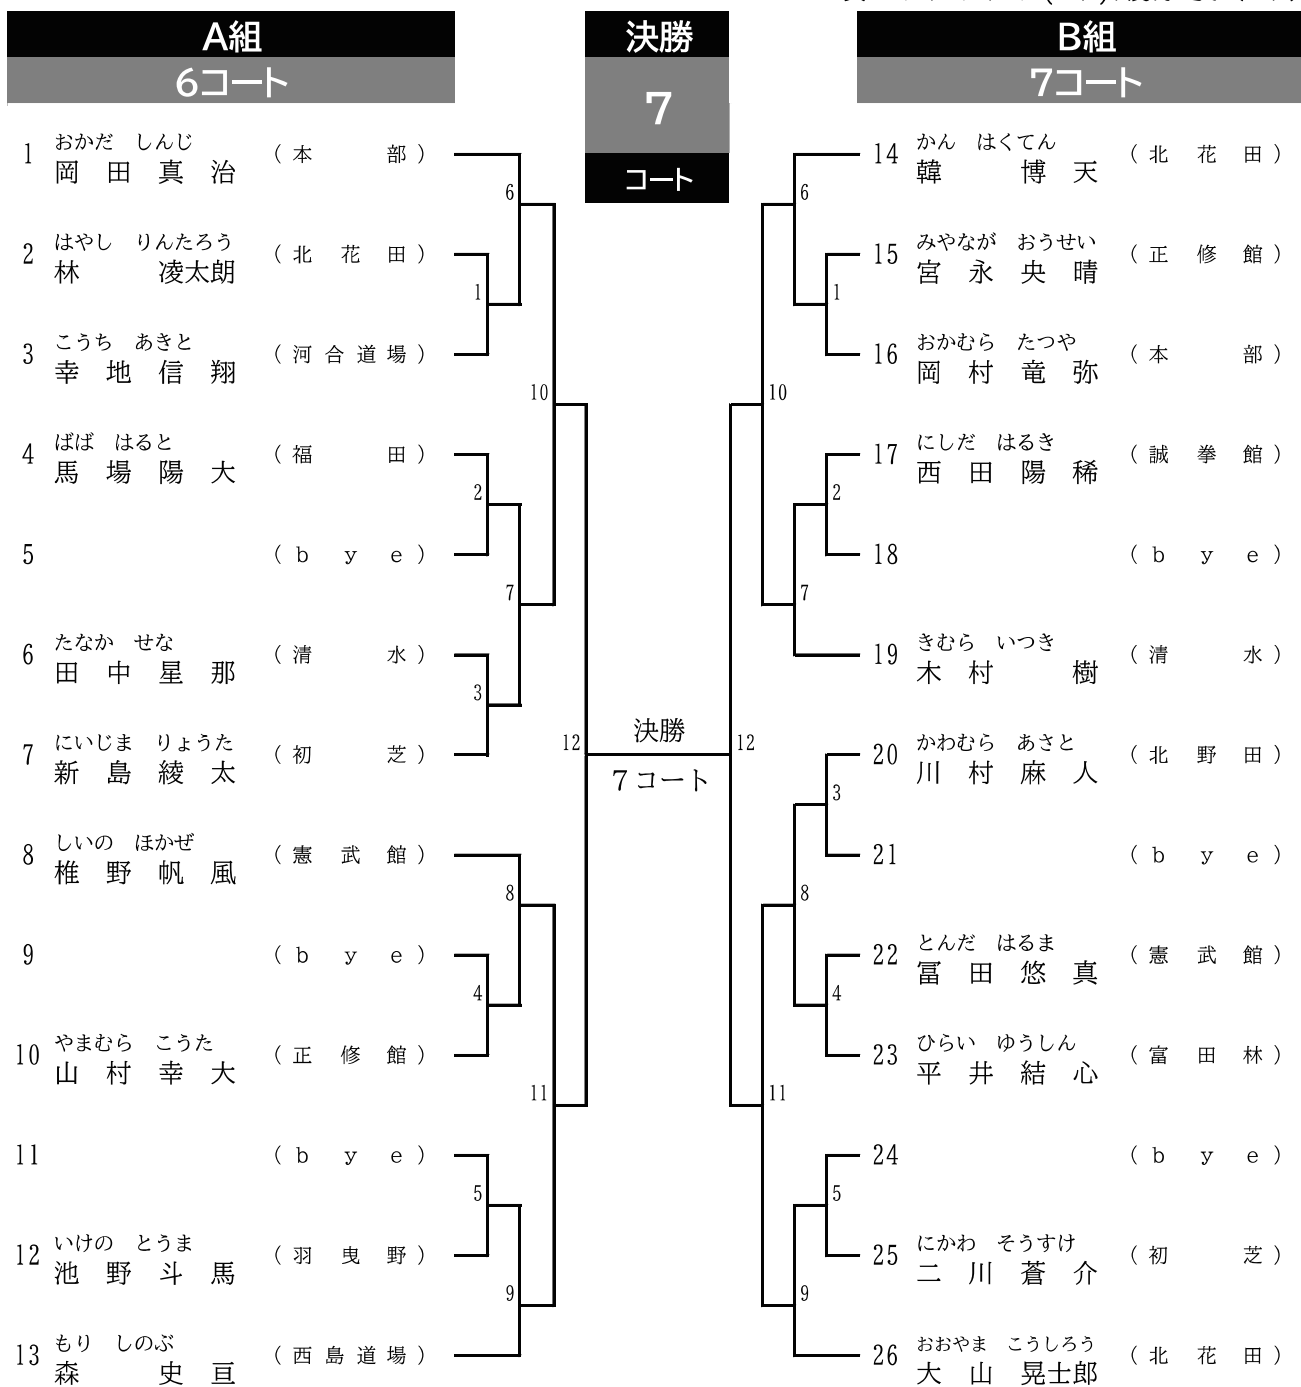 A組
6コート
決勝
7
コート
B組
7コート
おかだ しんじ
1 岡田真治 (本部)
はやし りんたろう
2 林 凌太朗 (北花田)
こうち あきと
3 幸地信翔 (河合道場)
ばば はると
4 馬場陽大 (福田)
5 (bye)
たなか せな
6 田中星那 (清水)
にいじま りょうた
7 新島綾太 (初芝)
しいの ほかぜ
8 椎野帆風 (憲武館)
9 (bye)
やまむら こうた
10 山村幸大 (正修館)
11 (bye)
いけの とうま
12 池野斗馬 (羽曳野)
もり しのぶ
13 森 史亘 (西島道場)
6
1
10
2
7
3
12
8
4
11
5
9
決勝
7コート
かん はくてん
14 韓 博天 (北花田)
みやなが おうせい
15 宮永央晴 (正修館)
おかむら たつや
16 岡村竜弥 (本部)
にしだ はるき
17 西田陽稀 (誠拳館)
18 (bye)
きむら いつき
19 木村 樹 (清水)
かわむら あさと
20 川村麻人 (北野田)
21 (bye)
とんだ はるま
22 冨田悠真 (憲武館)
ひらい ゆうしん
23 平井結心 (富田林)
24 (bye)
にかわ そうすけ
25 二川蒼介 (初芝)
おおやま こうしろう
26 大山晃士郎 (北花田)
6
1
10
2
7
12
3
8
4
11
5
9